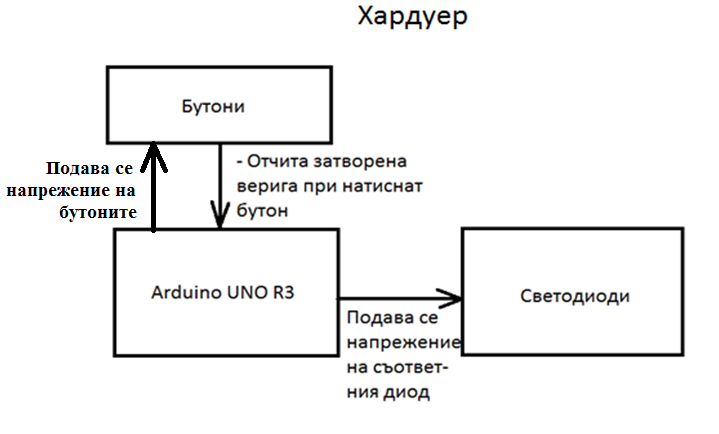 Хардуер
Бутони
Подава се
напрежение на
бутоните
- Отчита затворена
верига при натиснат
бутон
Arduino UNO R3
Светодиоди
Подава се
напрежение
на съответ-
ния диод